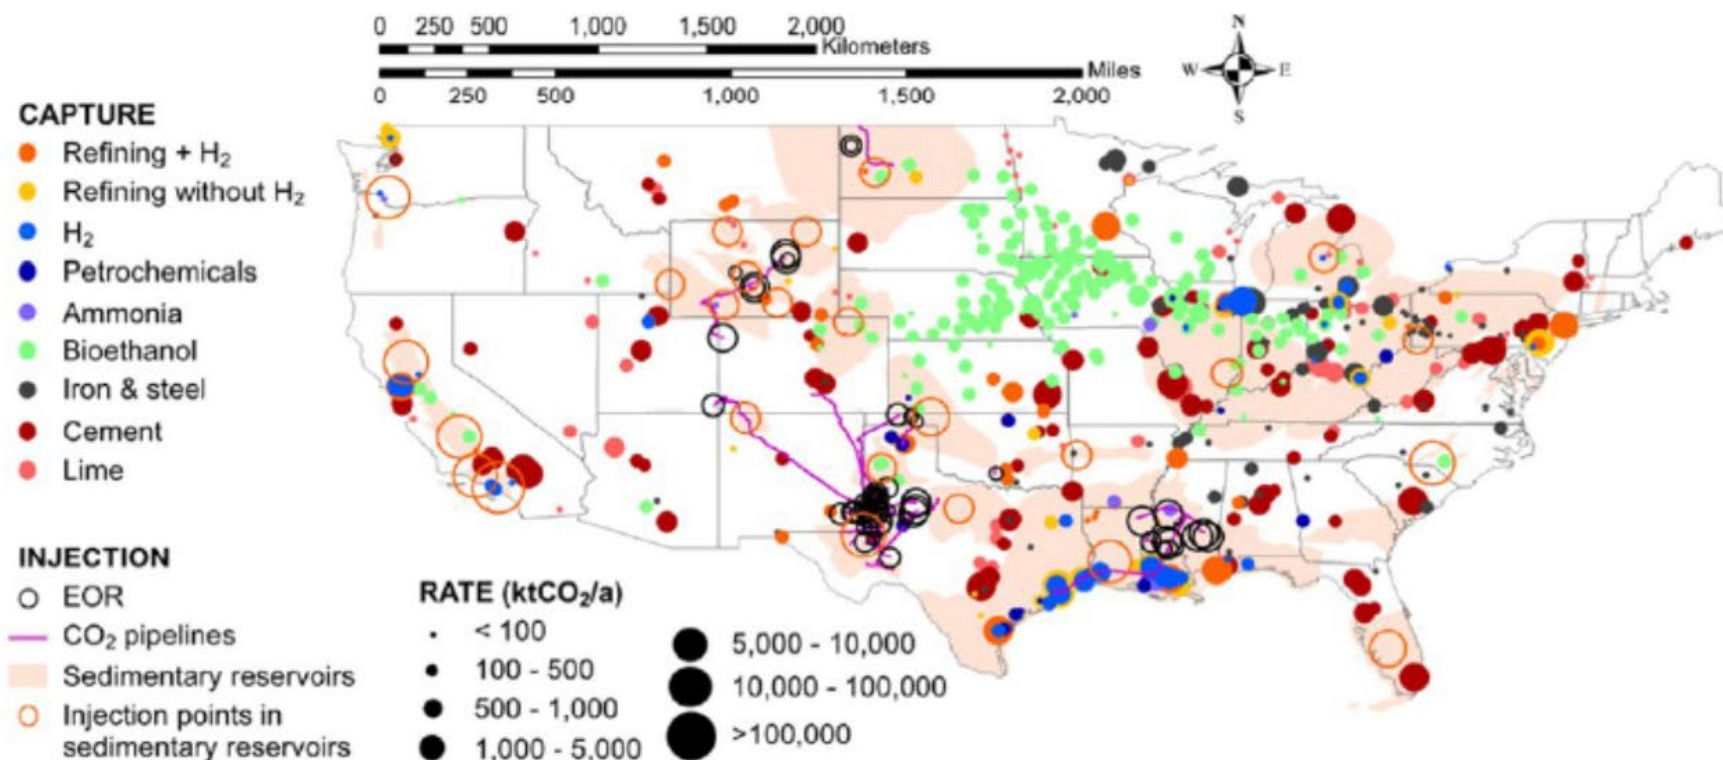 0 250 500 1,000 1,500 2,000
Kilometers
Miles
0 250 500 1,000 1,500 2,000
N
W E
S
CAPTURE
Refining + H₂
Refining without H₂
H₂
Petrochemicals
Ammonia
Bioethanol
Iron & steel
Cement
Lime
INJECTION
EOR
CO₂ pipelines
Sedimentary reservoirs
Injection points in
sedimentary reservoirs
RATE (ktCO₂/a)
< 100
100 - 500
500 - 1,000
1,000 - 5,000
5,000 - 10,000
10,000 - 100,000
>100,000